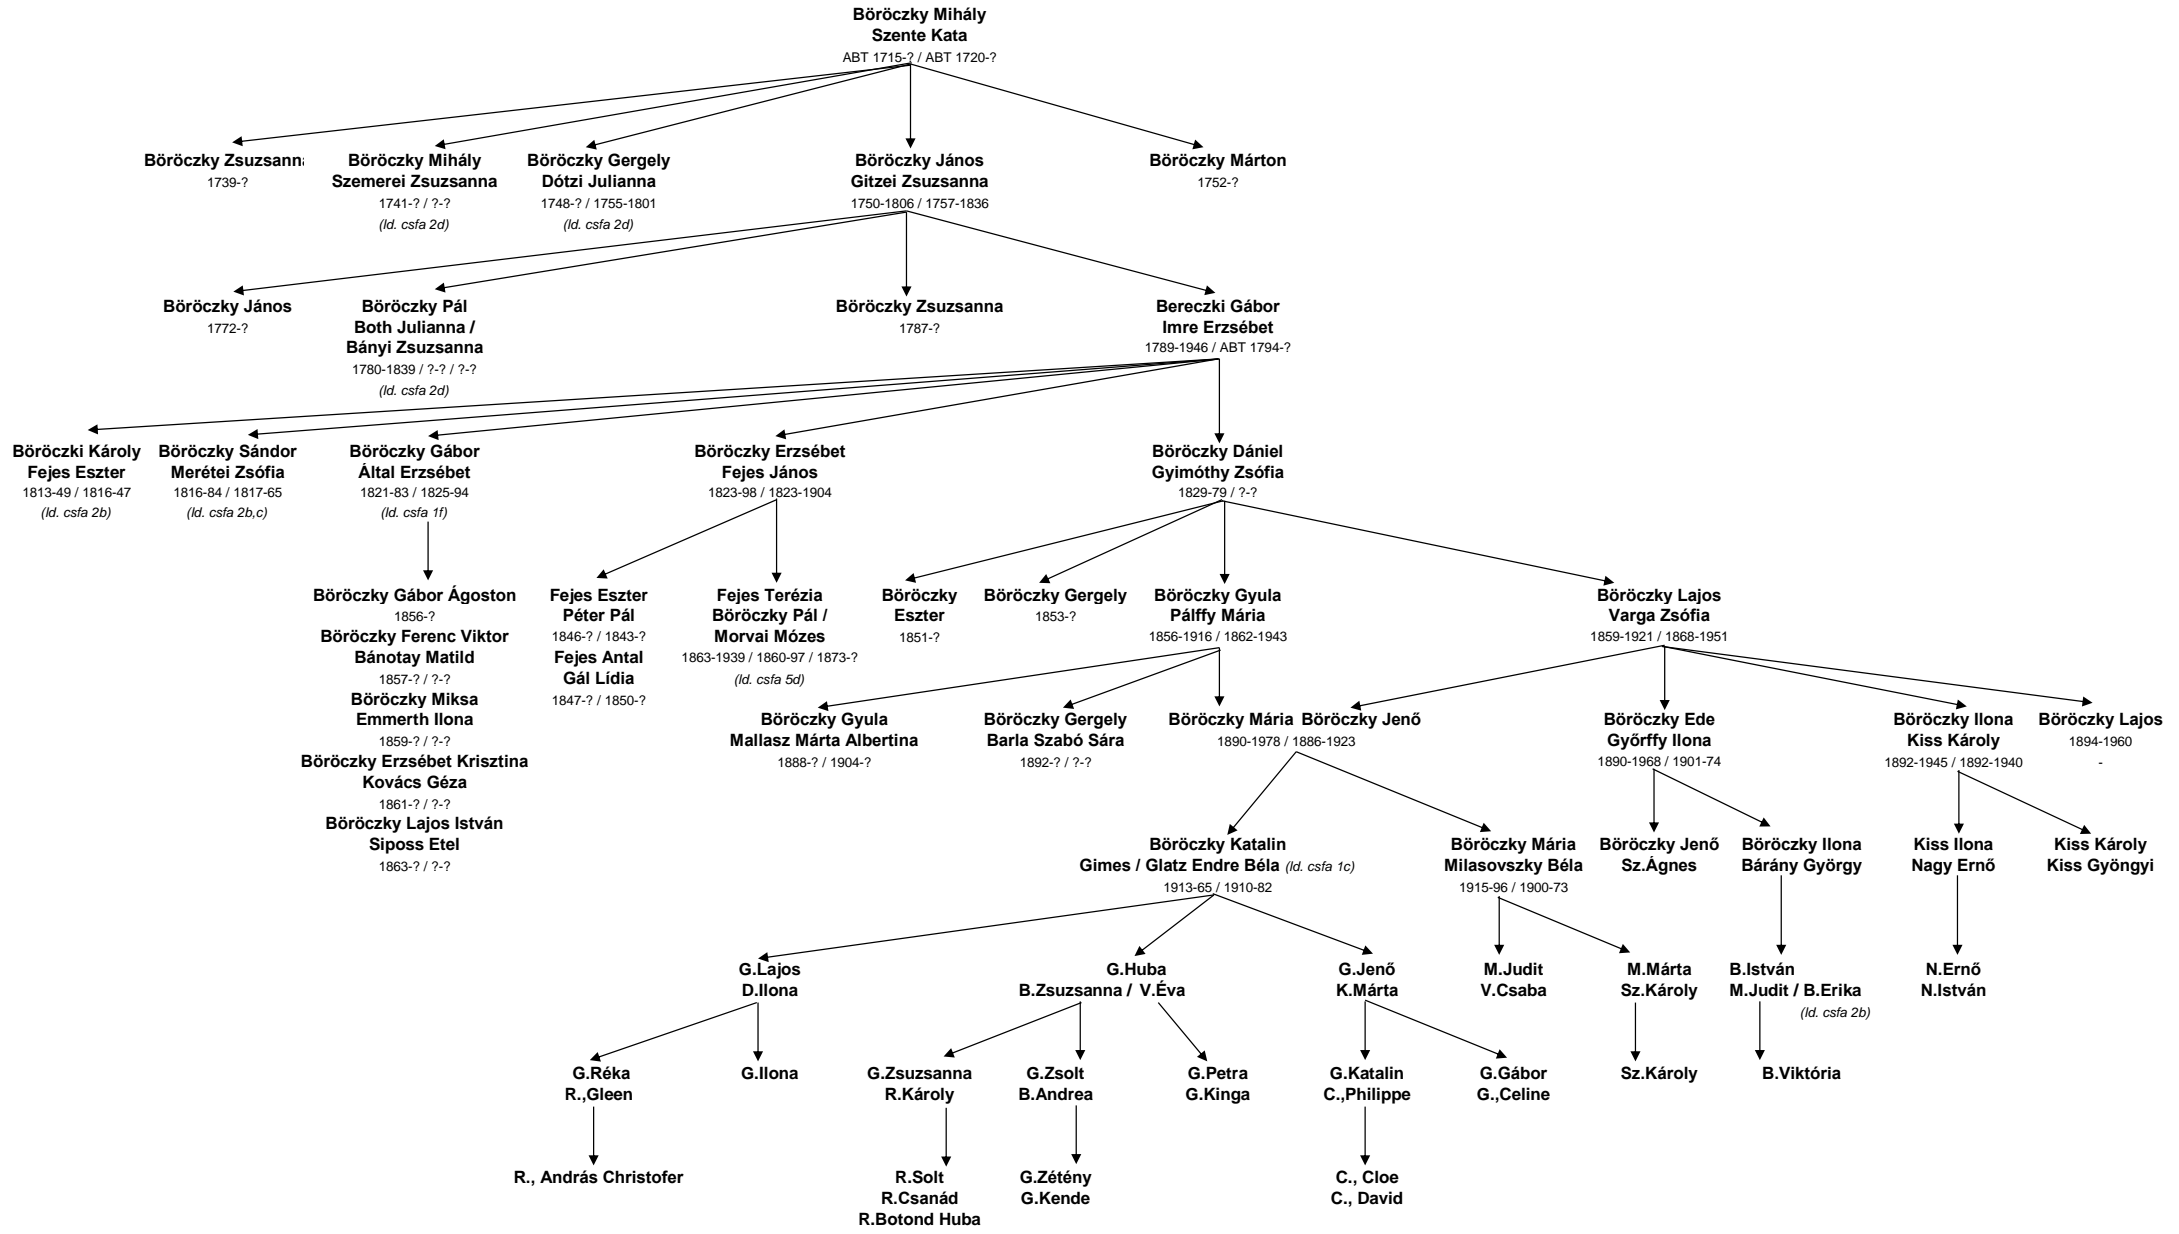 Böröczky Mihály
Szente Kata
ABT 1715-? / ABT 1720-?
Böröczky Zsuzsann
1739-?
Böröczky Mihály
Szemerei Zsuzsanna
1741-? / ?-?
(ld. csfa 2d)
Böröczky Gergely
Dótzi Julianna
1748-? / 1755-1801
(ld. csfa 2d)
Böröczky János
Gitzei Zsuzsanna
1750-1806 / 1757-1836
Böröczky Márton
1752-?
Böröczky János
1772-?
Böröczky Pál
Both Julianna /
Bányi Zsuzsanna
1780-1839 / ?-? / ?-?
(ld. csfa 2d)
Böröczky Zsuzsanna
1787-?
Bereczki Gábor
Imre Erzsébet
1789-1946 / ABT 1794-?
Böröczki Károly
Fejes Eszter
1813-49 / 1816-47
(ld. csfa 2b)
Böröczky Sándor
Merétei Zsófia
1816-84 / 1817-65
(ld. csfa 2b,c)
Böröczky Gábor
Által Erzsébet
1821-83 / 1825-94
(ld. csfa 1f)
Böröczky Erzsébet
Fejes János
1823-98 / 1823-1904
Böröczky Dániel
Gyimóthy Zsófia
1829-79 / ?-?
Böröczky Gábor Ágoston
1856-?
Böröczky Ferenc Viktor
Bánotay Matild
1857-? / ?-?
Böröczky Miksa
Emmerth Ilona
1859-? / ?-?
Böröczky Erzsébet Krisztina
Kovács Géza
1861-? / ?-?
Böröczky Lajos István
Siposs Etel
1863-? / ?-?
Fejes Eszter
Péter Pál
1846-? / 1843-?
Fejes Antal
Gál Lídia
1847-? / 1850-?
Fejes Terézia
Böröczky Pál /
Morvai Mózes
1863-1939 / 1860-97 / 1873-?
(ld. csfa 5d)
Böröczky
Eszter
1851-?
Böröczky Gergely
1853-?
Böröczky Gyula
Pálffy Mária
1856-1916 / 1862-1943
Böröczky Lajos
Varga Zsófia
1859-1921 / 1868-1951
Böröczky Gyula
Mallasz Márta Albertina
1888-? / 1904-?
Böröczky Gergely
Barla Szabó Sára
1892-? / ?-?
Böröczky Mária Böröczky Jenő
1890-1978 / 1886-1923
Böröczky Ede
Győrffy Ilona
1890-1968 / 1901-74
Böröczky Ilona
Kiss Károly
1892-1945 / 1892-1940
Böröczky Lajos
1894-1960
-
Böröczky Katalin
Gimes / Glatz Endre Béla (ld. csfa 1c)
1913-65 / 1910-82
Böröczky Mária
Milasovszky Béla
1915-96 / 1900-73
Böröczky Jenő
Sz.Ágnes
Böröczky Ilona
Bárány György
Kiss Ilona
Nagy Ernő
Kiss Károly
Kiss Gyöngyi
G.Lajos
D.Ilona
G.Huba
B.Zsuzsanna / V.Éva
G.Jenő
K.Márta
M.Judit
V.Csaba
M.Márta
Sz.Károly
B.István
M.Judit / B.Erika
(ld. csfa 2b)
N.Ernő
N.István
G.Réka
R.,Gleen
G.Ilona
G.Zsuzsanna
R.Károly
G.Zsolt
B.Andrea
G.Petra
G.Kinga
G.Katalin
C.,Philippe
G.Gábor
G.,Celine
Sz.Károly
B.Viktória
R., András Christofer
R.Solt
R.Csanád
R.Botond Huba
G.Zétény
G.Kende
C., Cloe
C., David